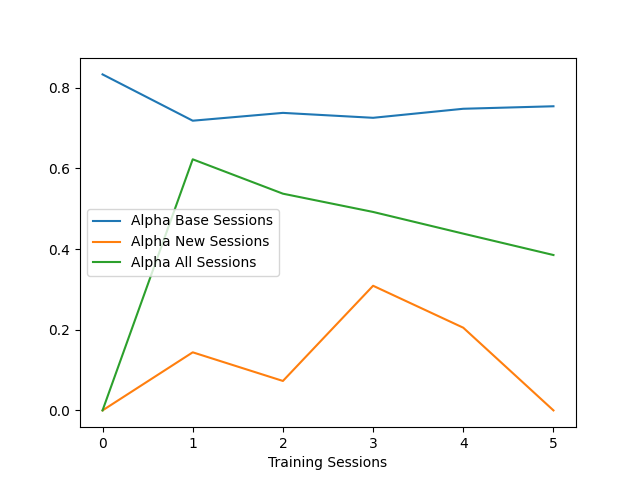 0.8
0.6
0.4
0.2
0.0
Alpha Base Sessions
Alpha New Sessions
Alpha All Sessions
0 1 2 3 4 5
Training Sessions